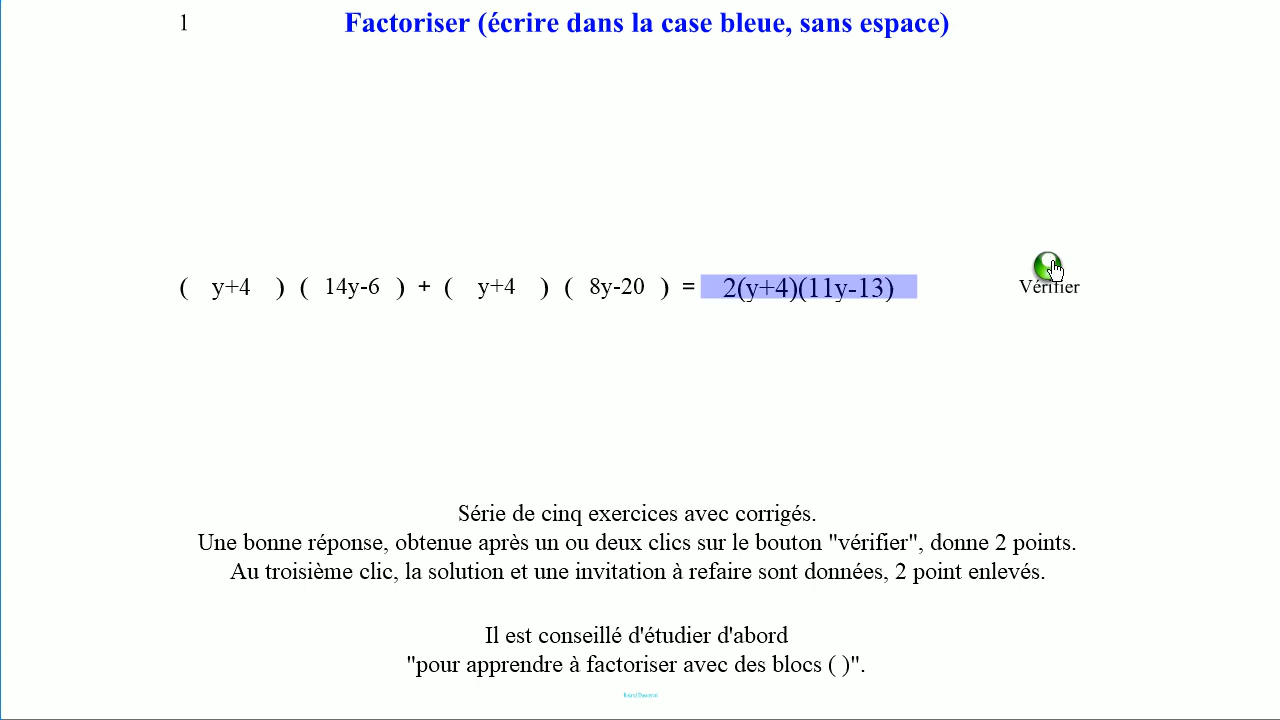 1
Factoriser (écrire dans la case bleue, sans espace)
( y+4 ) ( 14y-6 ) + ( y+4 ) ( 8y-20 ) = 2(y+4)(11y-13)
Vérifier
Série de cinq exercices avec corrigés.
Une bonne réponse, obtenue après un ou deux clics sur le bouton "vérifier", donne 2 points.
Au troisième clic, la solution et une invitation à refaire sont données, 2 point enlevés.
Il est conseillé d'étudier d'abord
"pour apprendre à factoriser avec des blocs ( )".